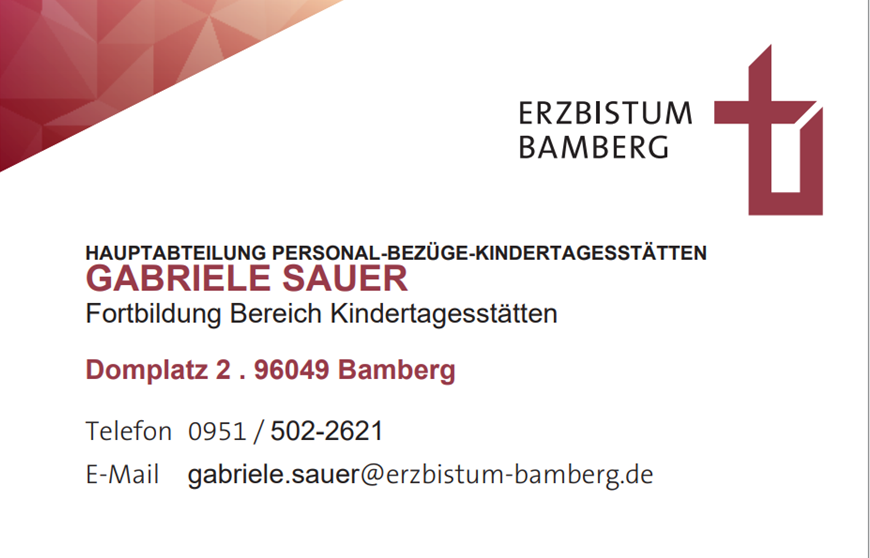 ERZBISTUM
BAMBERG
HAUPTABTEILUNG PERSONAL-BEZÜGE-KINDERTAGESSTÄTTEN
GABRIELE SAUER
Fortbildung Bereich Kindertagesstätten
Domplatz 2 . 96049 Bamberg
Telefon 0951 / 502-2621
E-Mail gabriele.sauer@erzbistum-bamberg.de